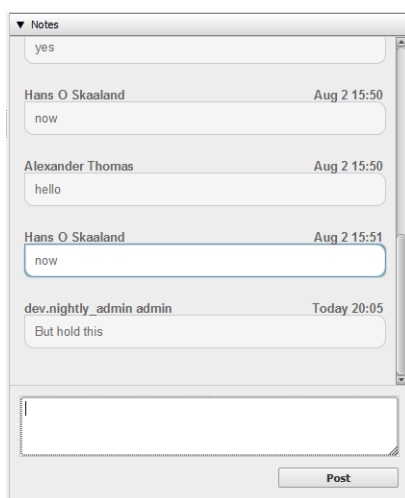 Notes
yes
Hans O Skaaland Aug 2 15:50
now
Alexander Thomas Aug 2 15:50
hello
Hans O Skaaland Aug 2 15:51
now
dev.nightly_admin admin Today 20:05
But hold this
Post